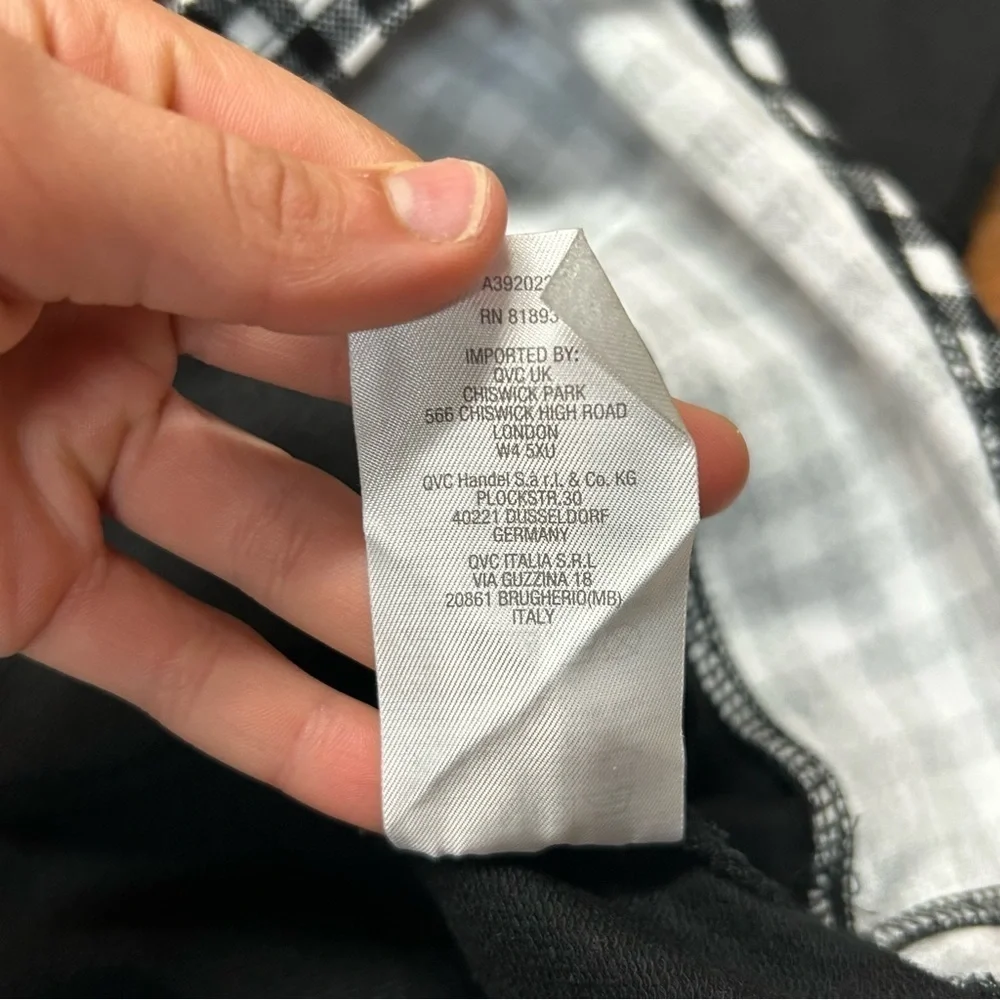 A392022
RN 81893
IMPORTED BY:
QVC UK
CHISWICK PARK
566 CHISWICK HIGH ROAD
LONDON
W4 5XU
QVC Handel S.à r.l. & Co. KG
PLOCKSTR.30
40221 DUSSELDORF
GERMANY
QVC ITALIA S.R.L
VIA GUZZINA 18
20861 BRUGHERIO(MB)
ITALY